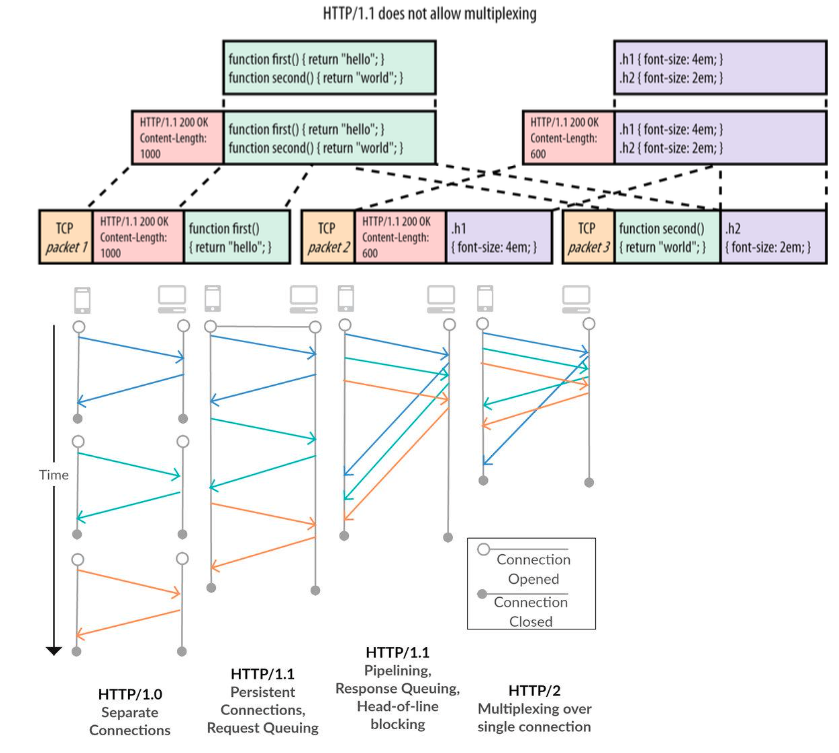 HTTP/1.1 does not allow multiplexing
function first() { return "hello"; }
function second() { return "world"; }
.h1 { font-size: 4em; }
.h2 { font-size: 2em; }
HTTP/1.1 200 OK
Content-Length:
1000
function first() { return "hello"; }
function second() { return "world"; }
HTTP/1.1 200 OK
Content-Length:
600
.h1 { font-size: 4em; }
.h2 { font-size: 2em; }
TCP
packet 1
HTTP/1.1 200 OK
Content-Length:
1000
function first()
{ return "hello"; }
TCP
packet 2
HTTP/1.1 200 OK
Content-Length:
600
.h1
{ font-size: 4em; }
TCP
packet 3
function second()
{ return "world"; }
.h2
{ font-size: 2em; }
Time
Connection
Opened
Connection
Closed
HTTP/1.0
Separate
Connections
HTTP/1.1
Persistent
Connections,
Request Queuing
HTTP/1.1
Pipelining,
Response Queuing,
Head-of-line
blocking
HTTP/2
Multiplexing over
single connection